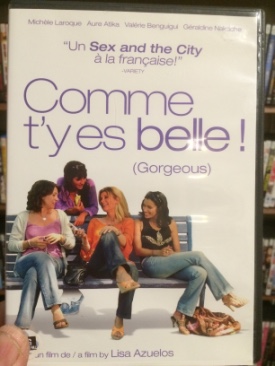 Michèle Laroque Aure Atika Valérie Benguigui Géraldine Nakache
"Un Sex and the City
à la française!"
-VARIETY
Comme
t'y es belle !
(Gorgeous)
un film de / a film by Lisa Azuelos